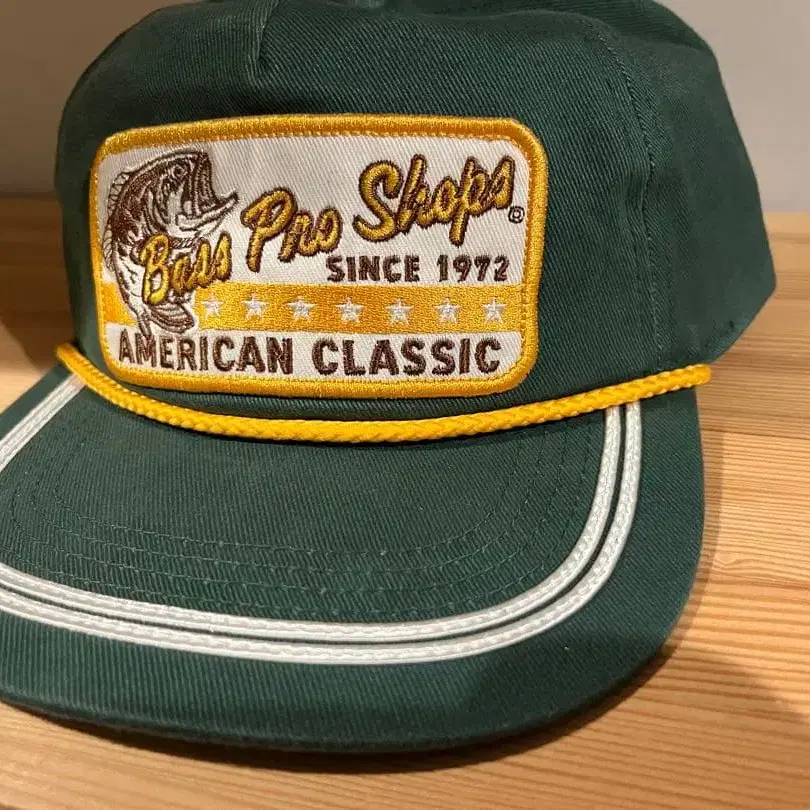 Bass Pro Shops®
SINCE 1972
AMERICAN CLASSIC